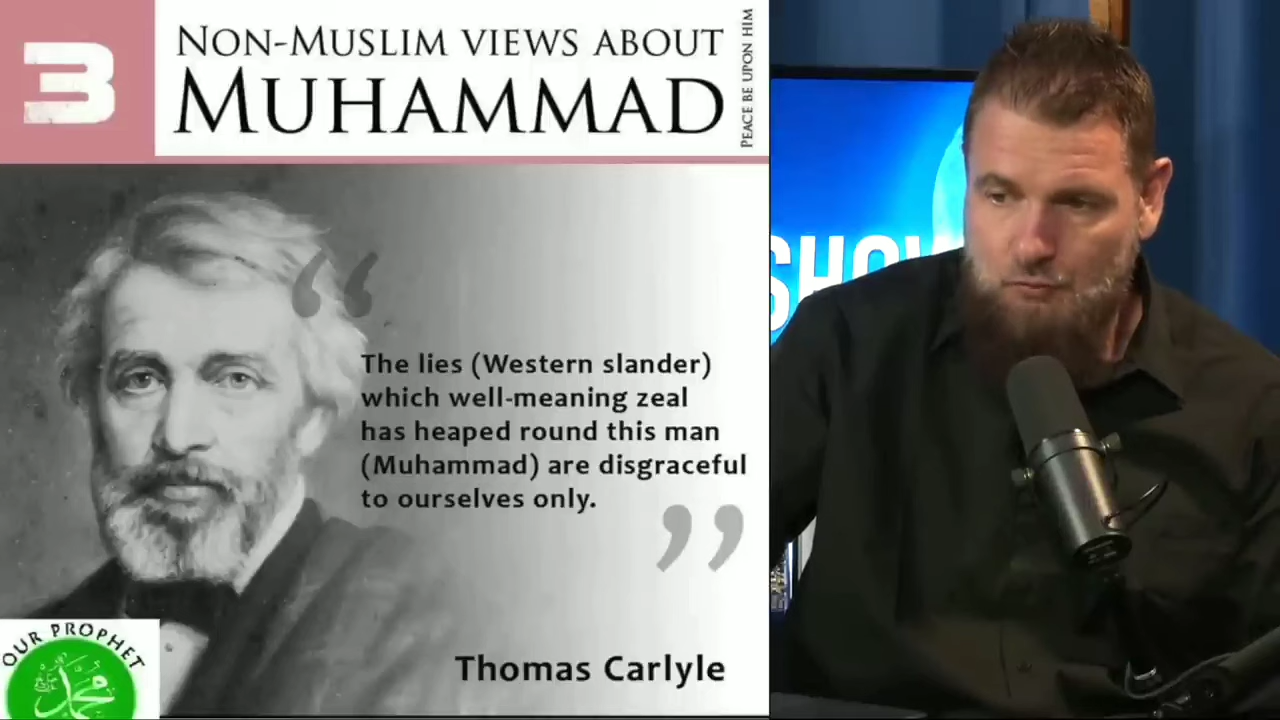 3
NON-MUSLIM VIEWS ABOUT
MUHAMMAD
PEACE BE UPON HIM
“
The lies (Western slander)
which well-meaning zeal
has heaped round this man
(Muhammad) are disgraceful
to ourselves only.
”
Thomas Carlyle
OUR PROPHET
محمد
SHOW